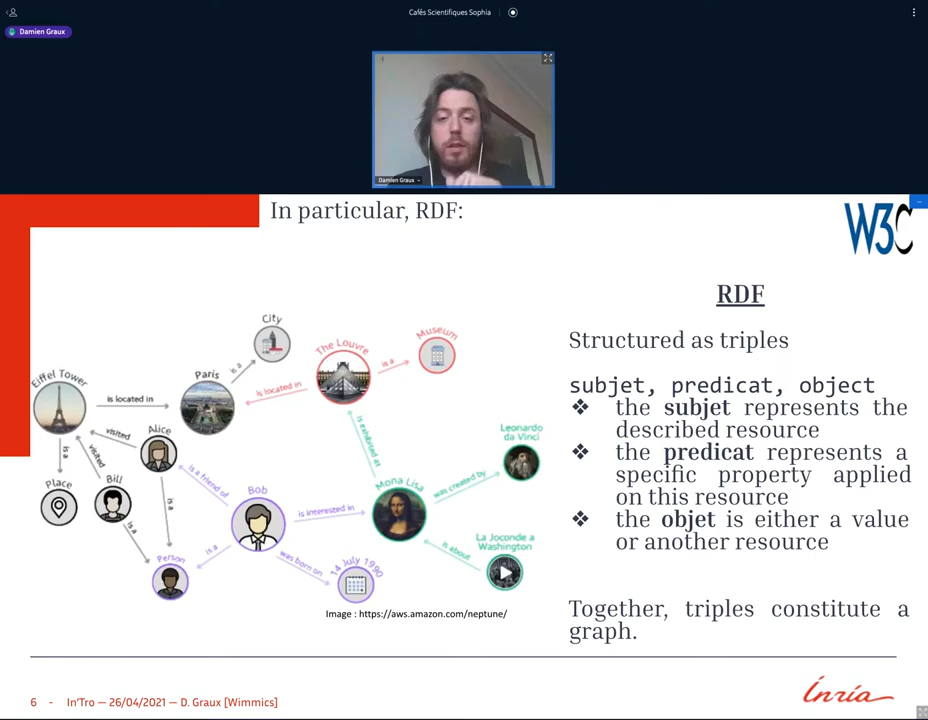 Cafés Scientifiques Sophia
Damien Graux
Damien Graux
In particular, RDF:
W3C
RDF
Structured as triples
subjet, predicat, object
❖ the subjet represents the
described resource
❖ the predicat represents a
specific property applied
on this resource
❖ the objet is either a value
or another resource
Together, triples constitute a
graph.
City
is a
Paris
The Louvre
is a
Museum
is located in
Eiffel Tower
is located in
is a
Place
visited
visited
Alice
Bill
is a
is a
Person
is a friend of
Bob
is a
is interested in
was born on
14 July 1990
is exhibited at
Mona Lisa
was created by
Leonardo
da Vinci
is about
La Joconde a
Washington
Image : https://aws.amazon.com/neptune/
6 - In'Tro — 26/04/2021 — D. Graux [Wimmics]
Inria